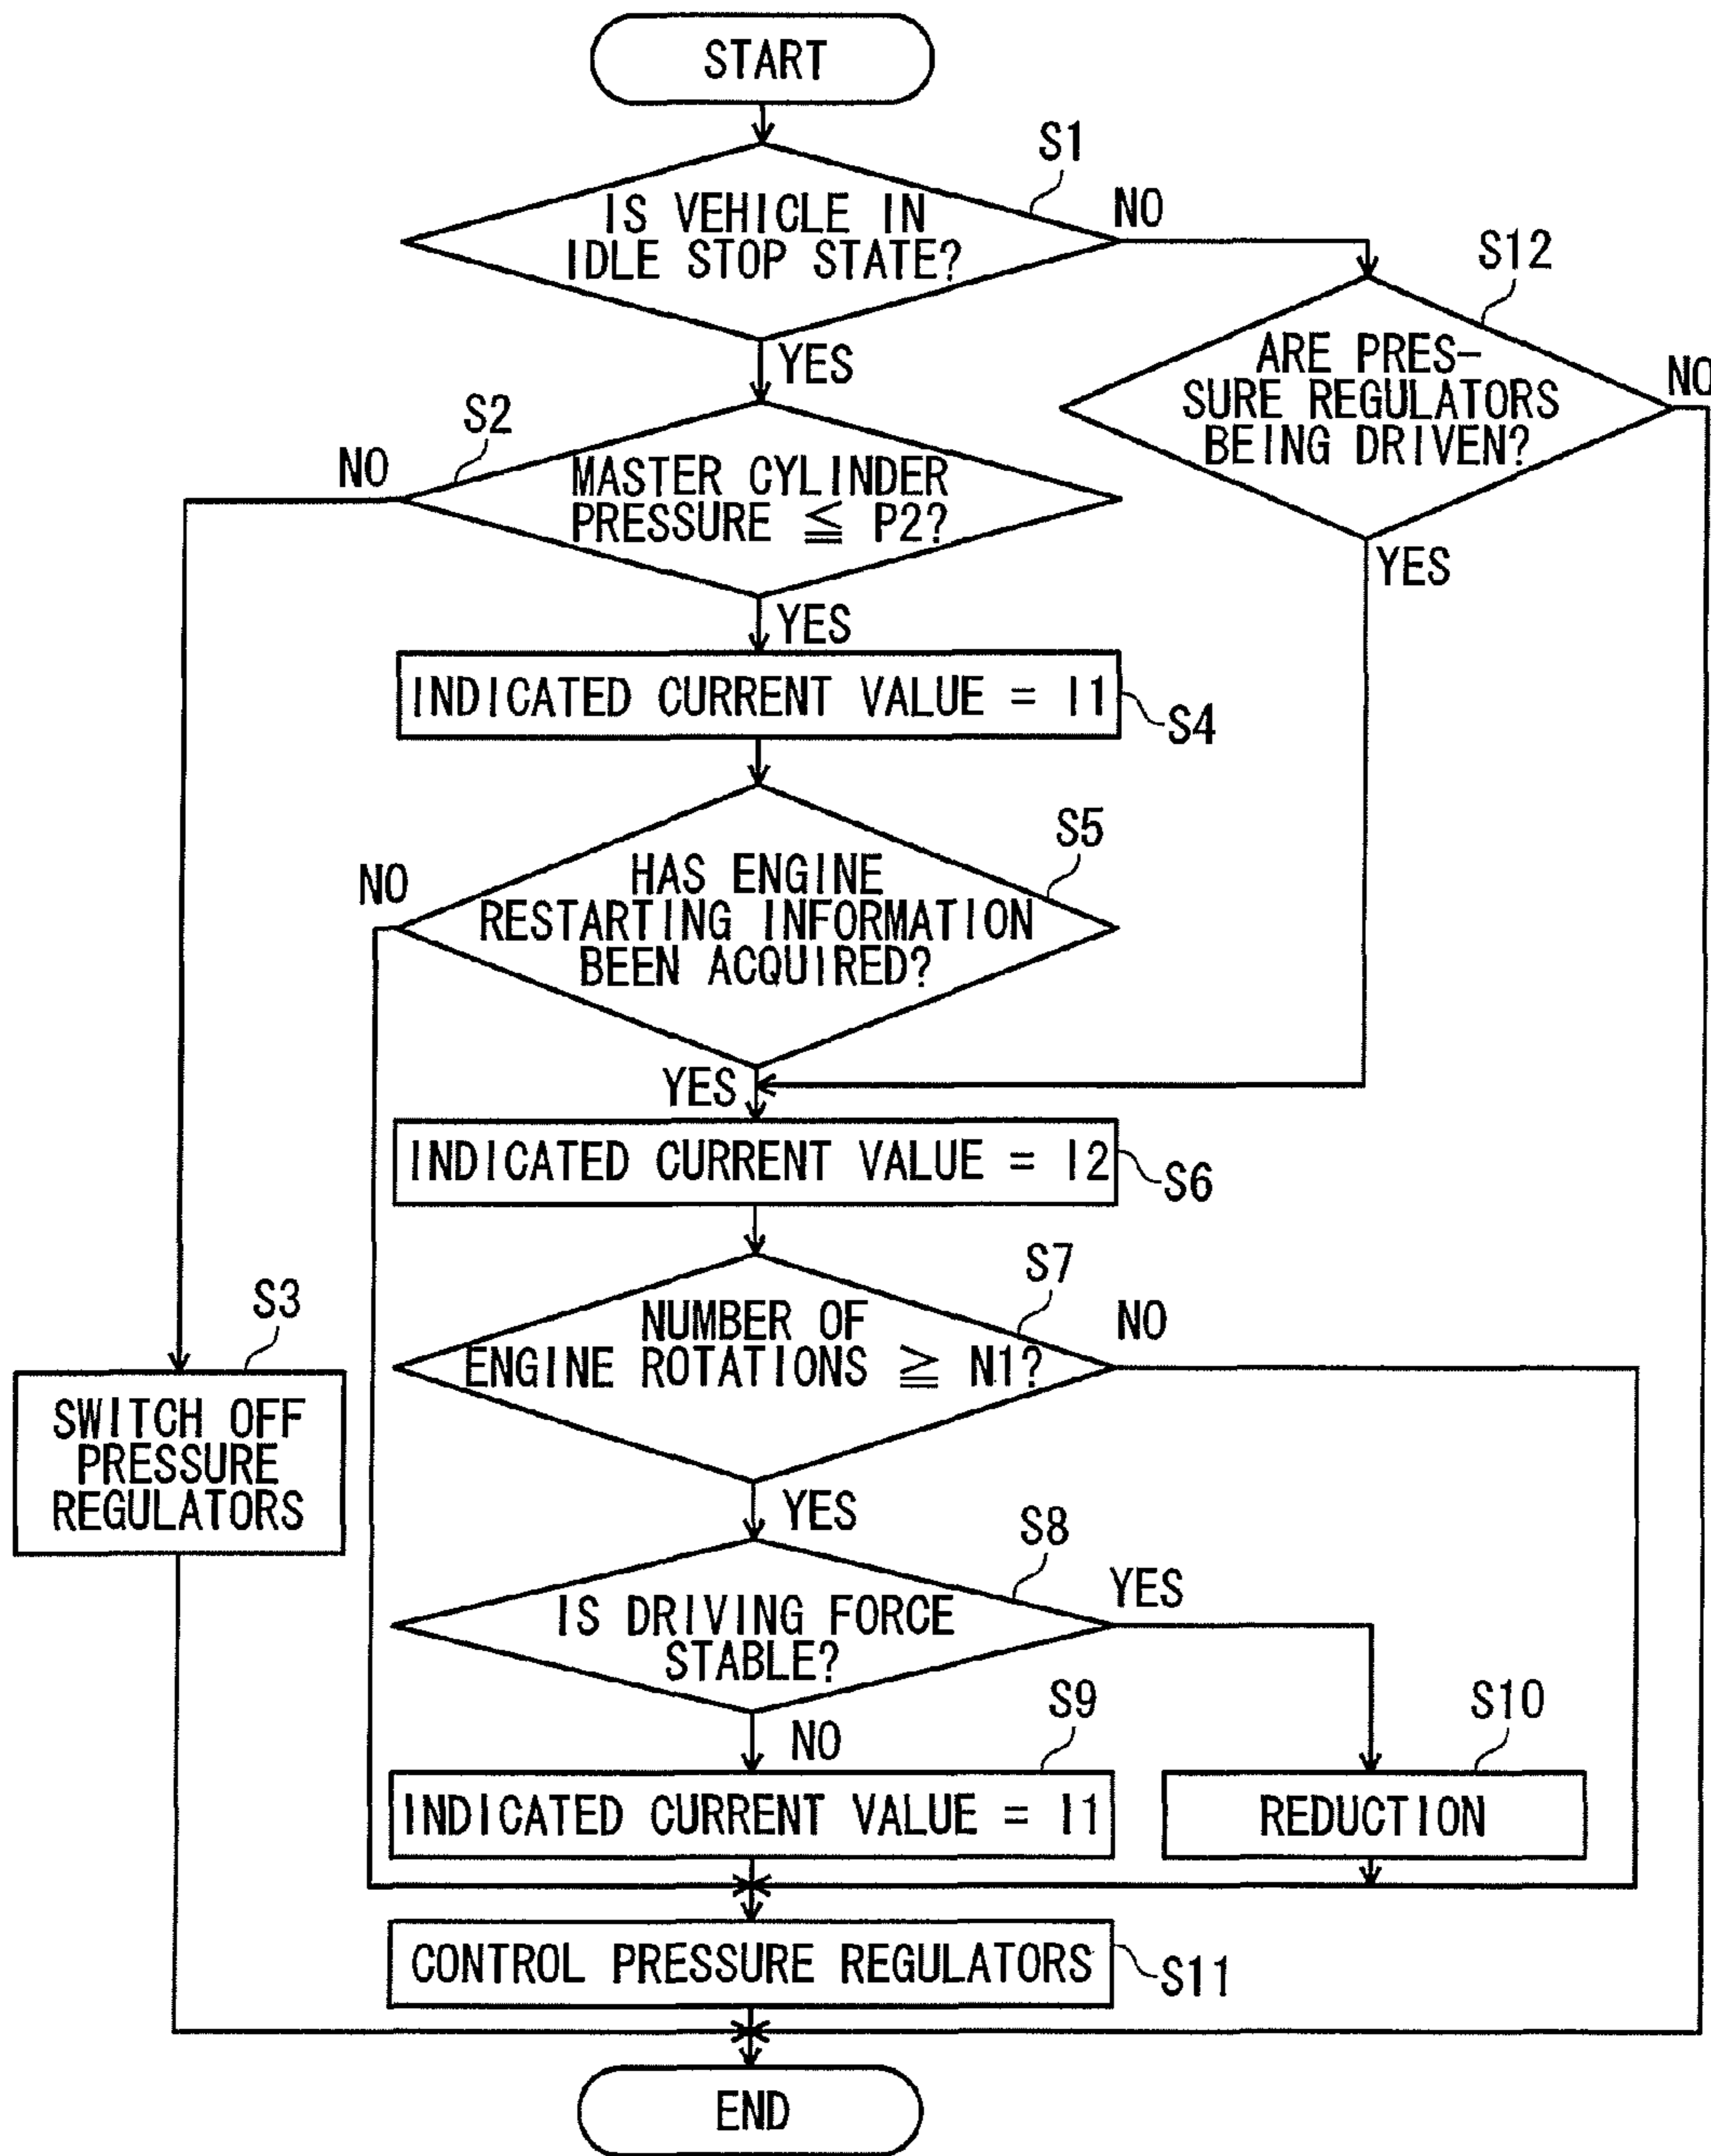 START
S1
IS VEHICLE IN
IDLE STOP STATE?
NO
YES
S12
ARE PRES-
SURE REGULATORS
BEING DRIVEN?
NO
YES
S2
NO
MASTER CYLINDER
PRESSURE ≦ P2?
YES
INDICATED CURRENT VALUE = I1
S4
S5
NO
HAS ENGINE
RESTARTING INFORMATION
BEEN ACQUIRED?
YES
INDICATED CURRENT VALUE = I2
S6
S7
NUMBER OF
ENGINE ROTATIONS ≧ N1?
NO
YES
S3
SWITCH OFF
PRESSURE
REGULATORS
S8
IS DRIVING FORCE
STABLE?
YES
NO
S9
INDICATED CURRENT VALUE = I1
S10
REDUCTION
CONTROL PRESSURE REGULATORS
S11
END